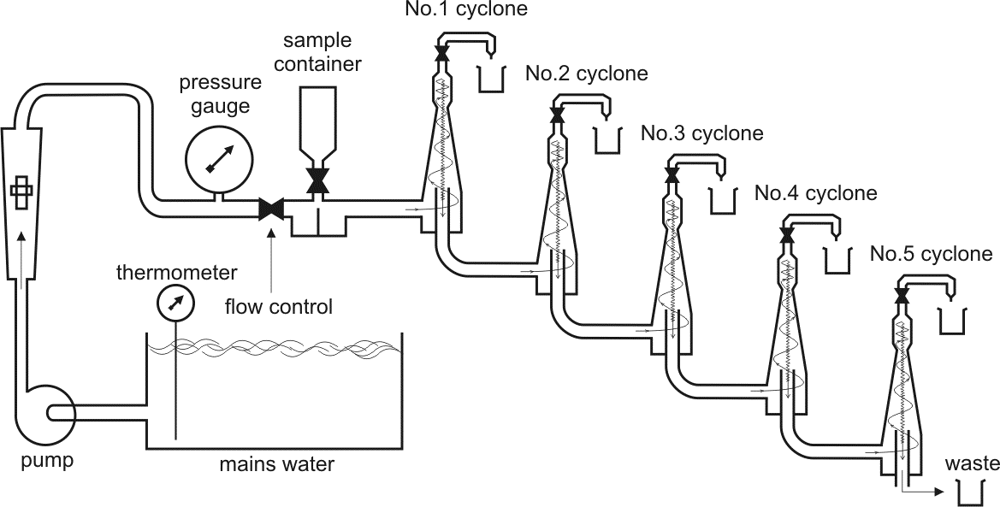 No.1 cyclone
sample
container
No.2 cyclone
pressure
gauge
No.3 cyclone
No.4 cyclone
No.5 cyclone
thermometer
flow control
pump
mains water
waste